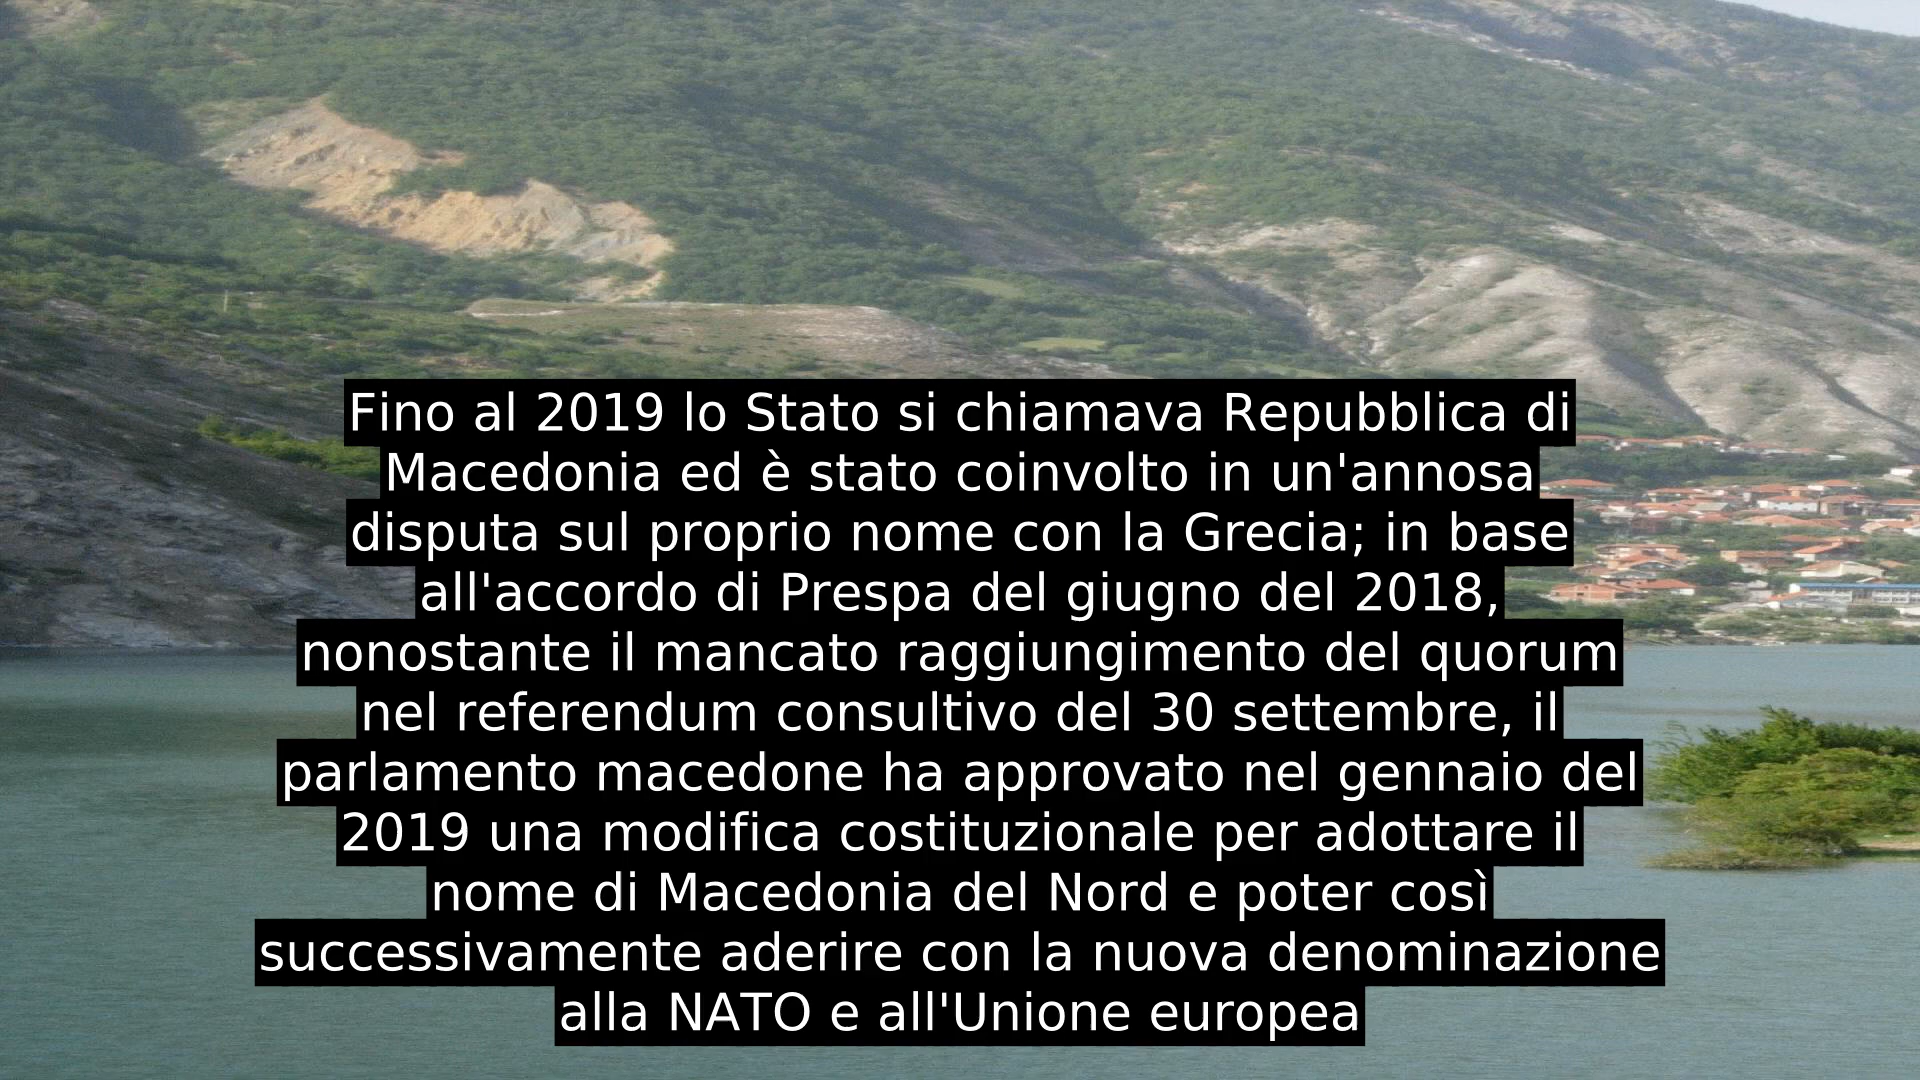 Fino al 2019 lo Stato si chiamava Repubblica di
Macedonia ed è stato coinvolto in un'annosa
disputa sul proprio nome con la Grecia; in base
all'accordo di Prespa del giugno del 2018,
nonostante il mancato raggiungimento del quorum
nel referendum consultivo del 30 settembre, il
parlamento macedone ha approvato nel gennaio del
2019 una modifica costituzionale per adottare il
nome di Macedonia del Nord e poter così
successivamente aderire con la nuova denominazione
alla NATO e all'Unione europea